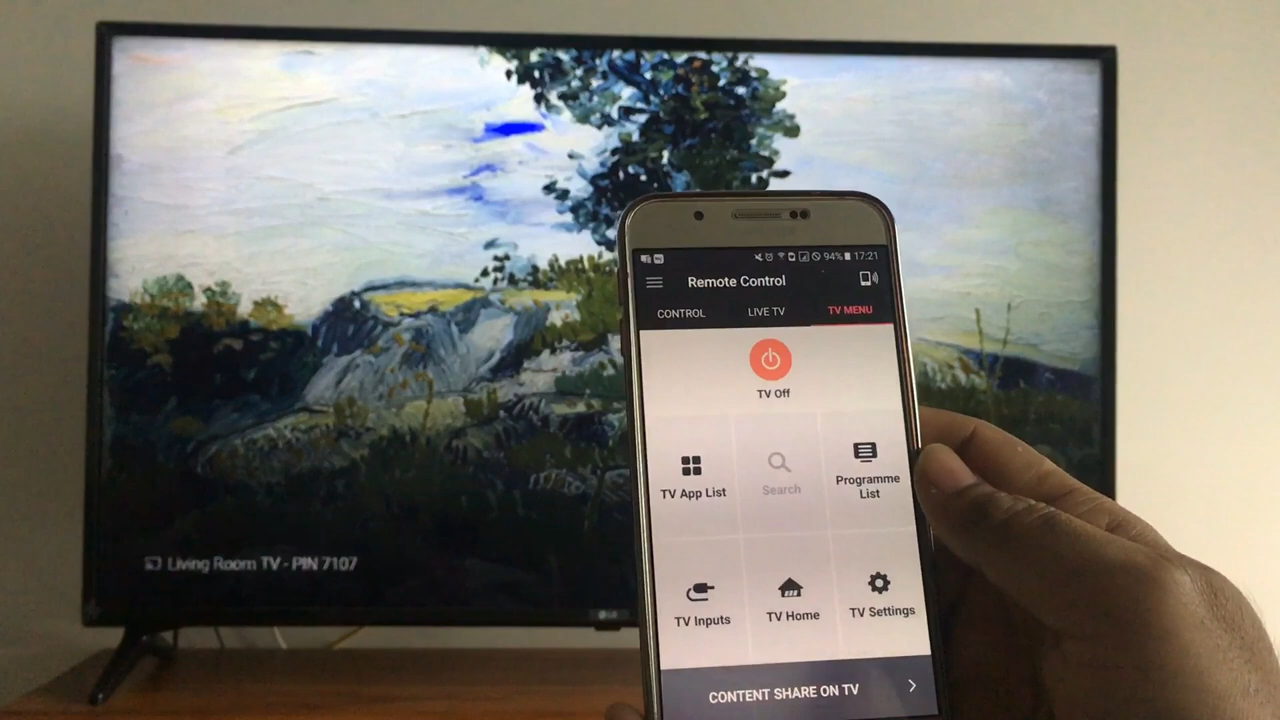 94% 17:21
Remote Control
CONTROL LIVE TV TV MENU
TV Off
TV App List Search Programme
List
TV Inputs TV Home TV Settings
CONTENT SHARE ON TV
Living Room TV - PIN 7107
LG